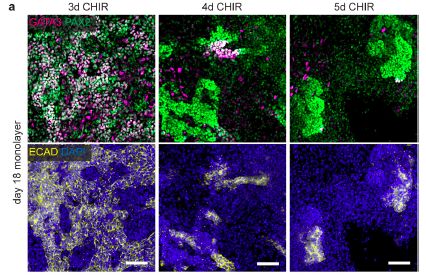 a
3d CHIR 4d CHIR 5d CHIR
GATA3 PAX2
day 18 monolayer
ECAD DAPI